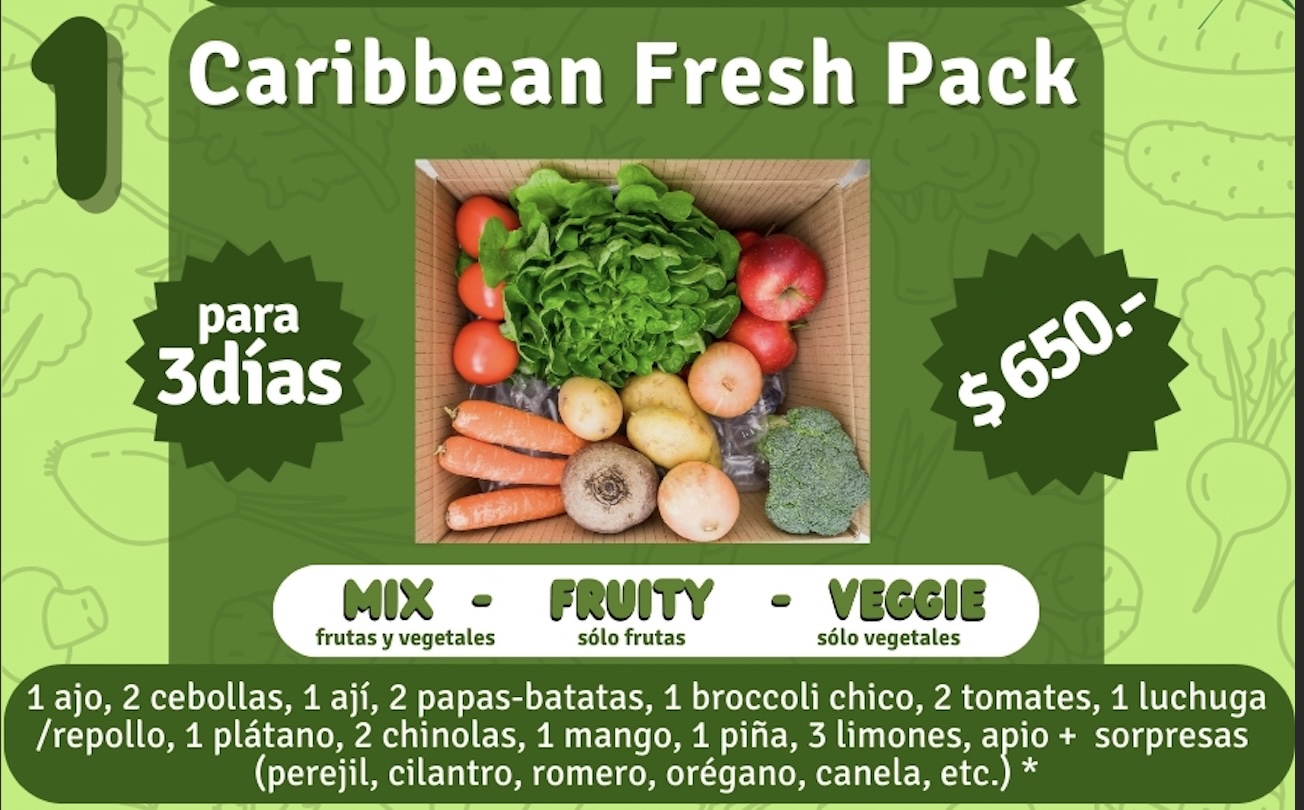 1
Caribbean Fresh Pack
para
3días
$ 650.-
MIX - FRUITY - VEGGIE
frutas y vegetales sólo frutas sólo vegetales
1 ajo, 2 cebollas, 1 ají, 2 papas-batatas, 1 broccoli chico, 2 tomates, 1 luchuga
/repollo, 1 plátano, 2 chinolas, 1 mango, 1 piña, 3 limones, apio + sorpresas
(perejil, cilantro, romero, orégano, canela, etc.) *